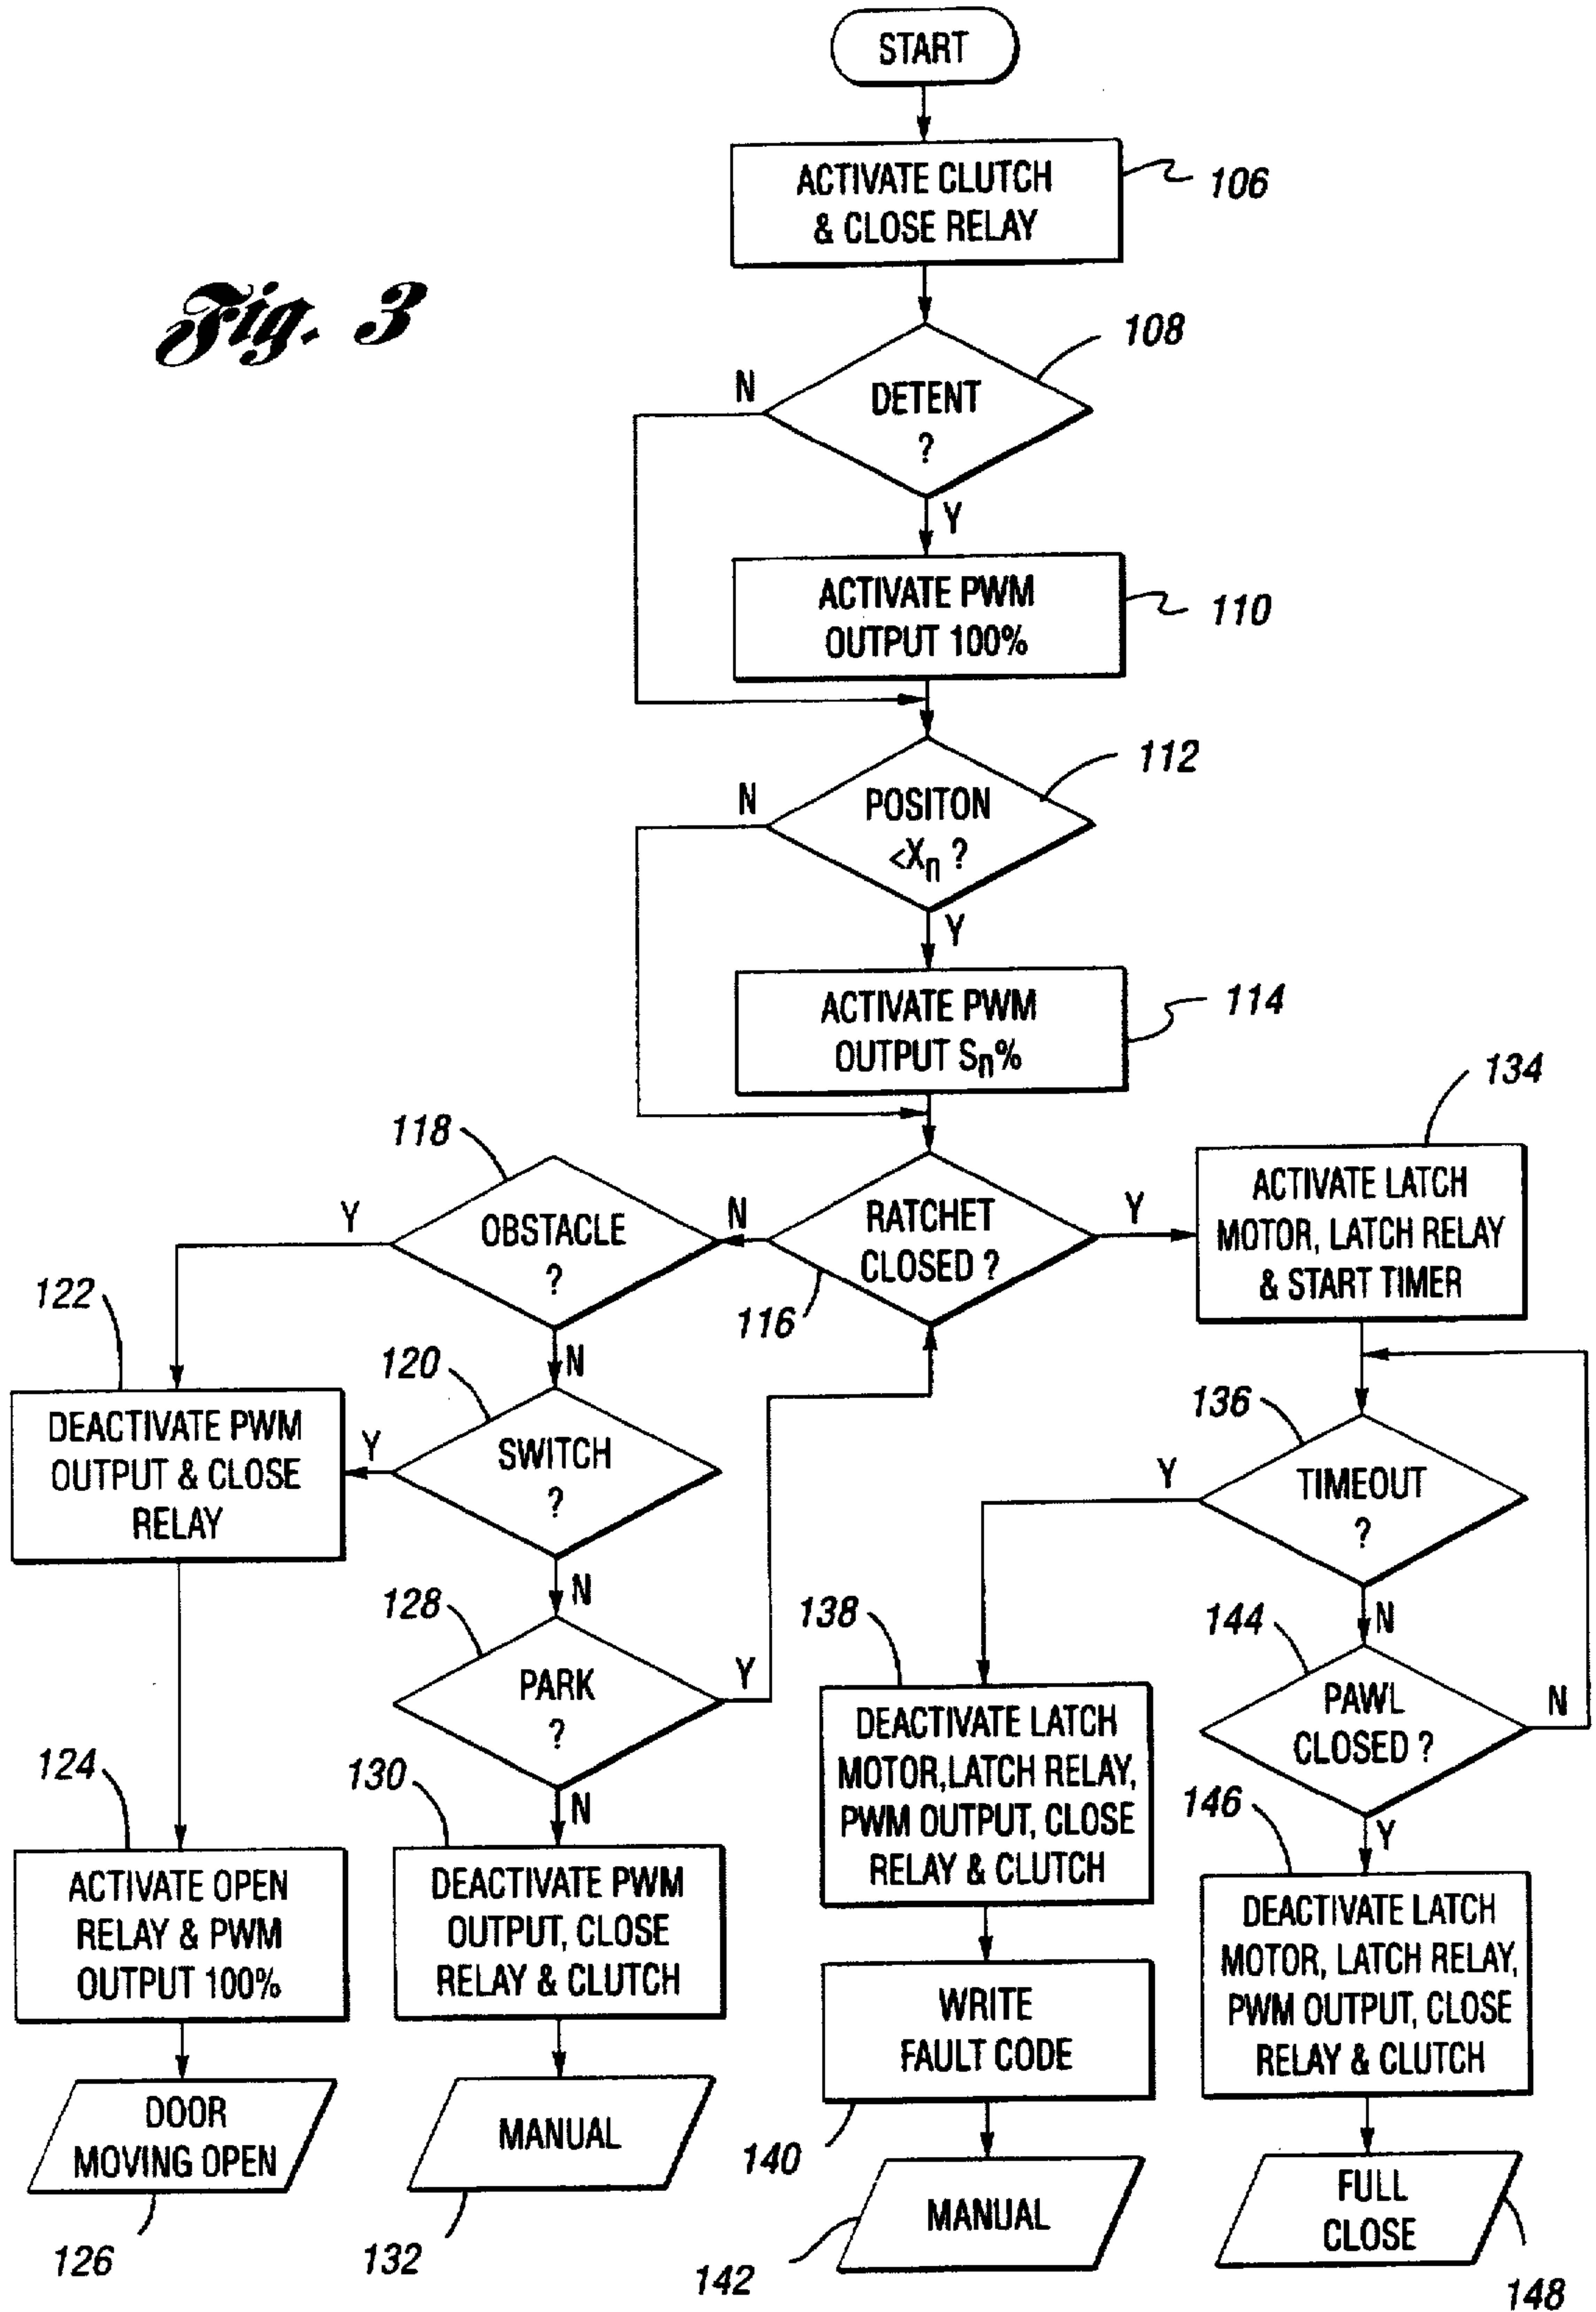 START
ACTIVATE CLUTCH
& CLOSE RELAY
106
Fig. 3
108
DETENT
?
N
Y
ACTIVATE PWM
OUTPUT 100%
110
112
POSITON
<Xn ?
N
Y
ACTIVATE PWM
OUTPUT Sn%
114
134
118
OBSTACLE
?
Y
N
RATCHET
CLOSED ?
Y
116
ACTIVATE LATCH
MOTOR, LATCH RELAY
& START TIMER
122
N
120
DEACTIVATE PWM
OUTPUT & CLOSE
RELAY
Y
SWITCH
?
136
TIMEOUT
?
Y
N
N
128
PARK
?
Y
138
144
PAWL
CLOSED ?
N
DEACTIVATE LATCH
MOTOR, LATCH RELAY,
PWM OUTPUT, CLOSE
RELAY & CLUTCH
124
130
N
146
Y
ACTIVATE OPEN
RELAY & PWM
OUTPUT 100%
DEACTIVATE PWM
OUTPUT, CLOSE
RELAY & CLUTCH
WRITE
FAULT CODE
DEACTIVATE LATCH
MOTOR, LATCH RELAY,
PWM OUTPUT, CLOSE
RELAY & CLUTCH
DOOR
MOVING OPEN
MANUAL
140
MANUAL
FULL
CLOSE
126
132
142
148